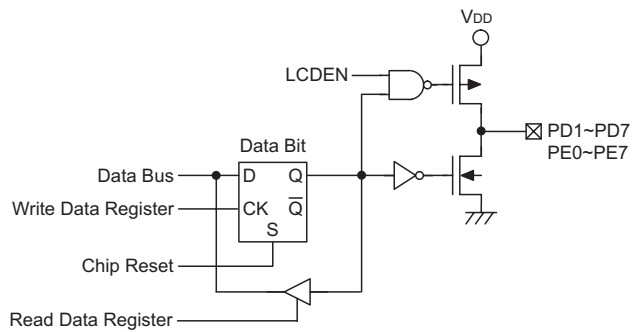 VDD
LCDEN
PD1~PD7
PE0~PE7
Data Bit
Data Bus
D
Q
Write Data Register
CK
Q̅
S
Chip Reset
Read Data Register